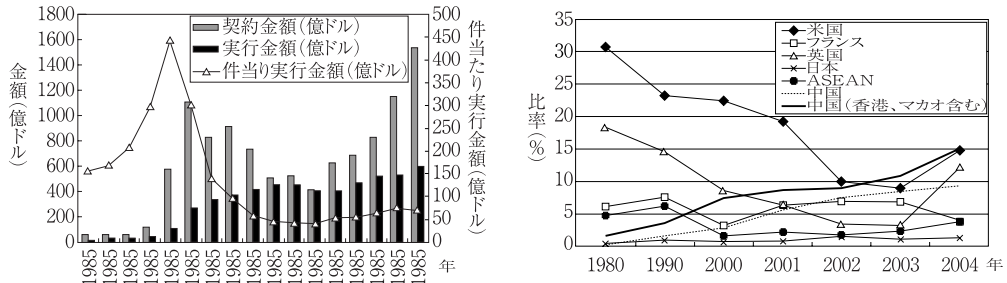 1800
1600
1400
1200
1000
800
600
400
200
0
金額(億ドル)
契約金額(億ドル)
実行金額(億ドル)
件当り実行金額(億ドル)
500
450
400
350
300
250
200
150
100
50
0
件当たり実行金額(億ドル)
1985 1985 1985 1985 1985 1985 1985 1985 1985 1985 1985 1985 1985 1985 1985 1985 1985 年
35
30
25
20
15
10
5
0
比率(%)
米国
フランス
英国
日本
ASEAN
中国
中国(香港、マカオ含む)
1980 1990 2000 2001 2002 2003 2004 年